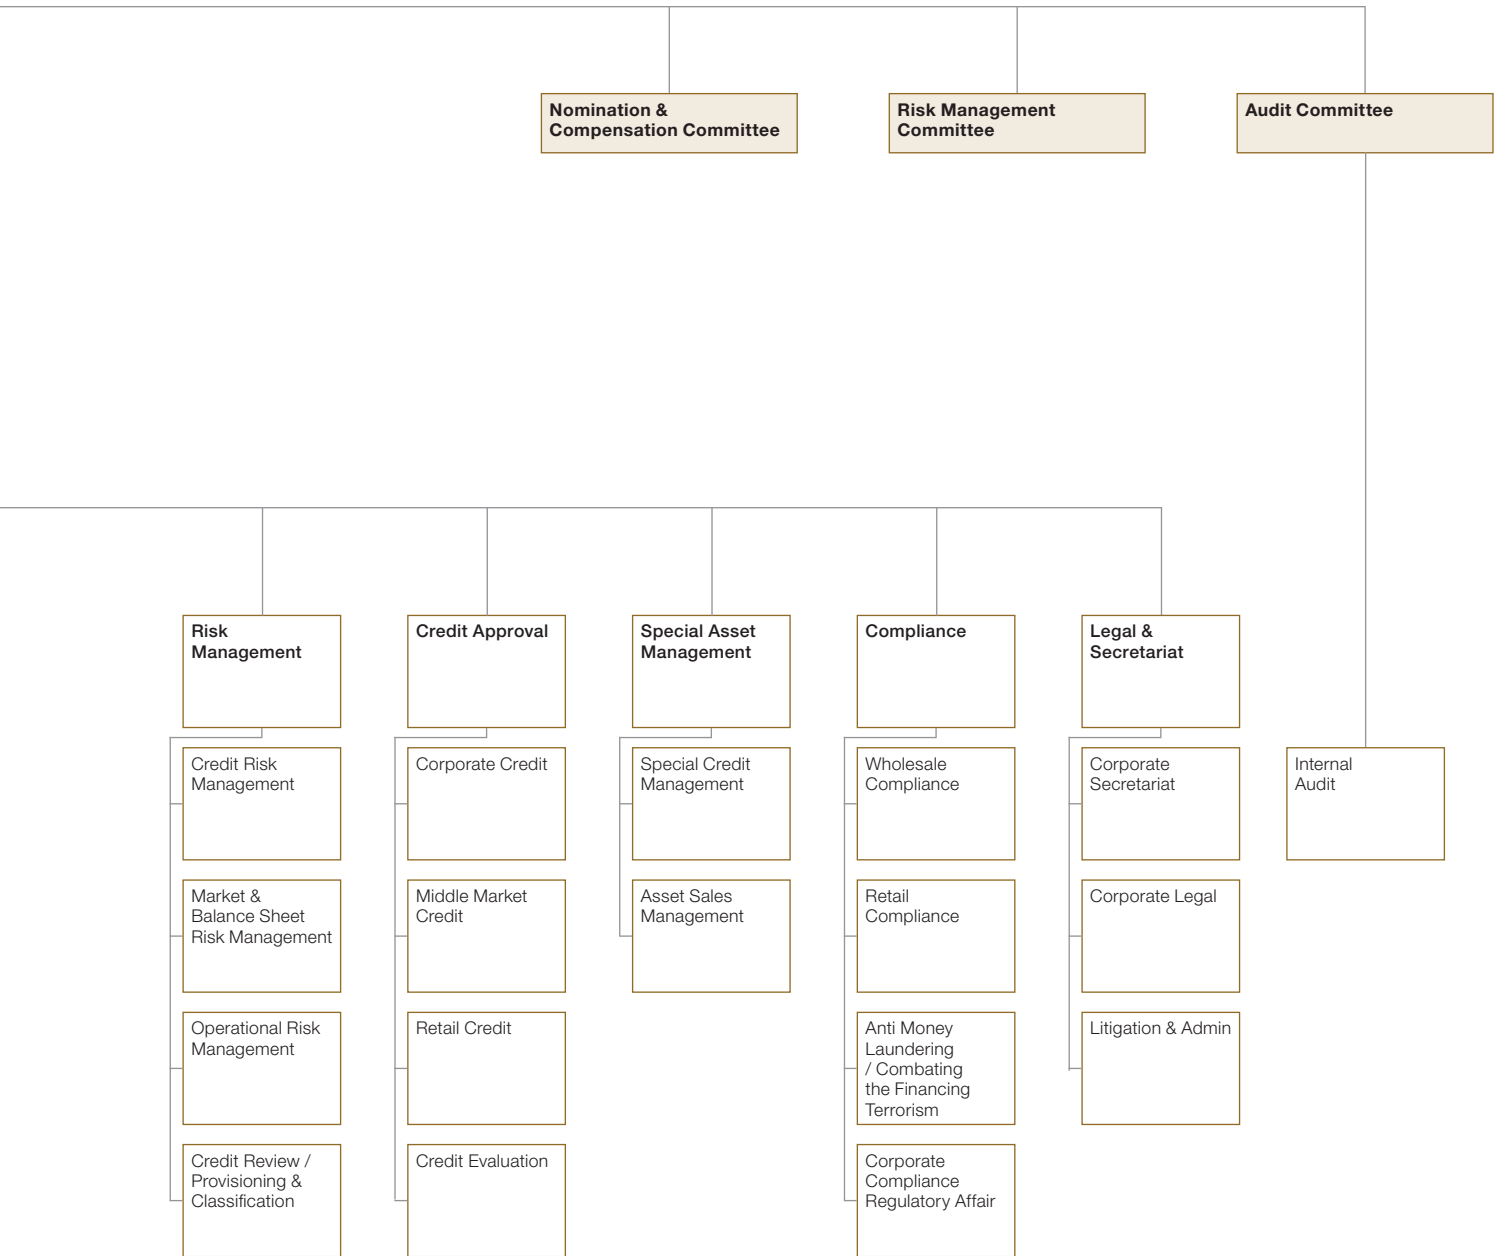 Nomination &
Compensation Committee
Risk Management
Committee
Audit Committee
Risk
Management
Credit Approval
Special Asset
Management
Compliance
Legal &
Secretariat
Credit Risk
Management
Corporate Credit
Special Credit
Management
Wholesale
Compliance
Corporate
Secretariat
Internal
Audit
Market &
Balance Sheet
Risk Management
Middle Market
Credit
Asset Sales
Management
Retail
Compliance
Corporate Legal
Operational Risk
Management
Retail Credit
Anti Money
Laundering
/ Combating
the Financing
Terrorism
Litigation & Admin
Credit Review /
Provisioning &
Classification
Credit Evaluation
Corporate
Compliance
Regulatory Affair